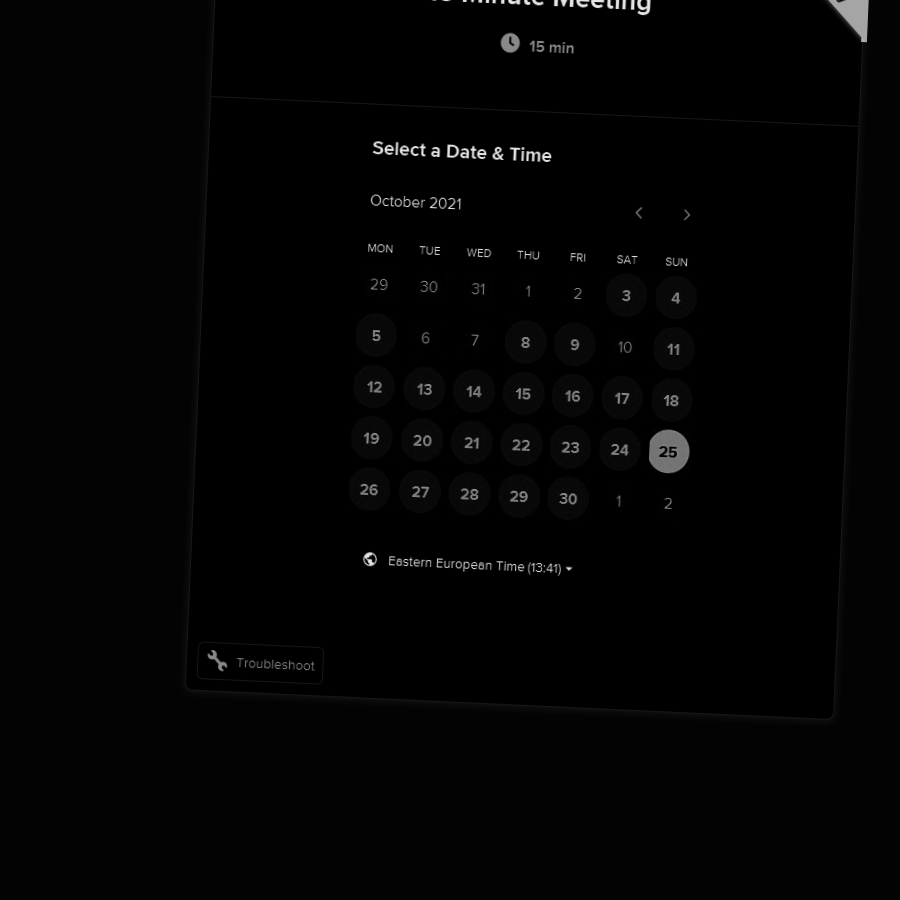 Minute Meeting
15 min
Select a Date & Time
October 2021
MON TUE WED THU FRI SAT SUN
29 30 31 1 2 3 4
5 6 7 8 9 10 11
12 13 14 15 16 17 18
19 20 21 22 23 24 25
26 27 28 29 30 1 2
Eastern European Time (13:41)
Troubleshoot